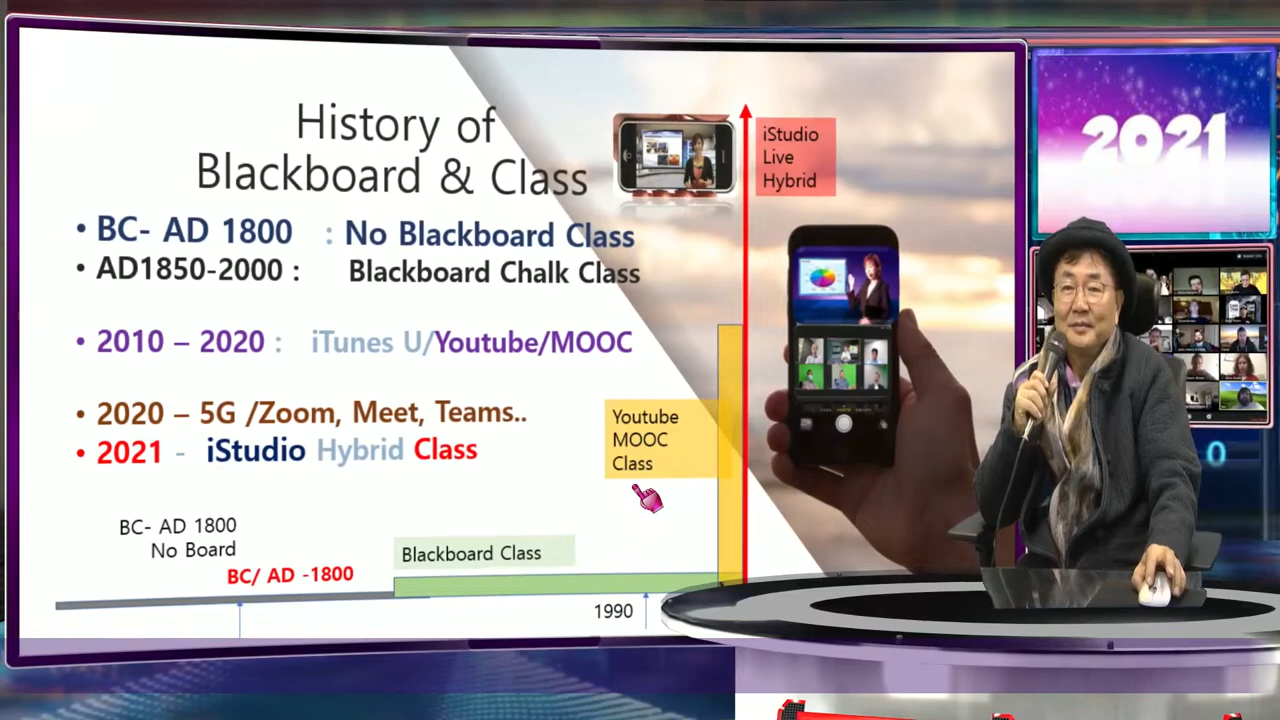 History of
Blackboard & Class
• BC- AD 1800 : No Blackboard Class
• AD1850-2000 : Blackboard Chalk Class
• 2010 – 2020 : iTunes U/Youtube/MOOC
• 2020 – 5G /Zoom, Meet, Teams..
• 2021 - iStudio Hybrid Class
iStudio
Live
Hybrid
Youtube
MOOC
Class
BC- AD 1800
No Board
BC/ AD -1800
Blackboard Class
1990
2021
0